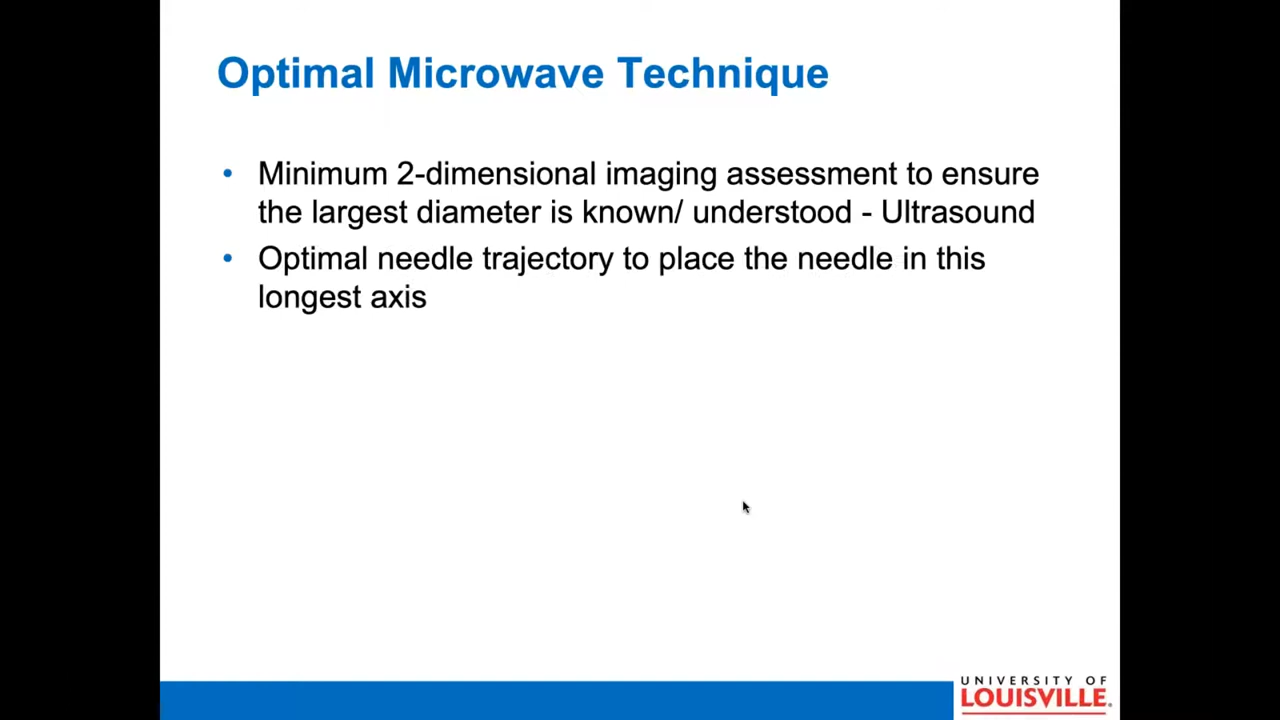 Optimal Microwave Technique
• Minimum 2-dimensional imaging assessment to ensure
the largest diameter is known/ understood - Ultrasound
• Optimal needle trajectory to place the needle in this
longest axis
UNIVERSITY OF
LOUISVILLE.